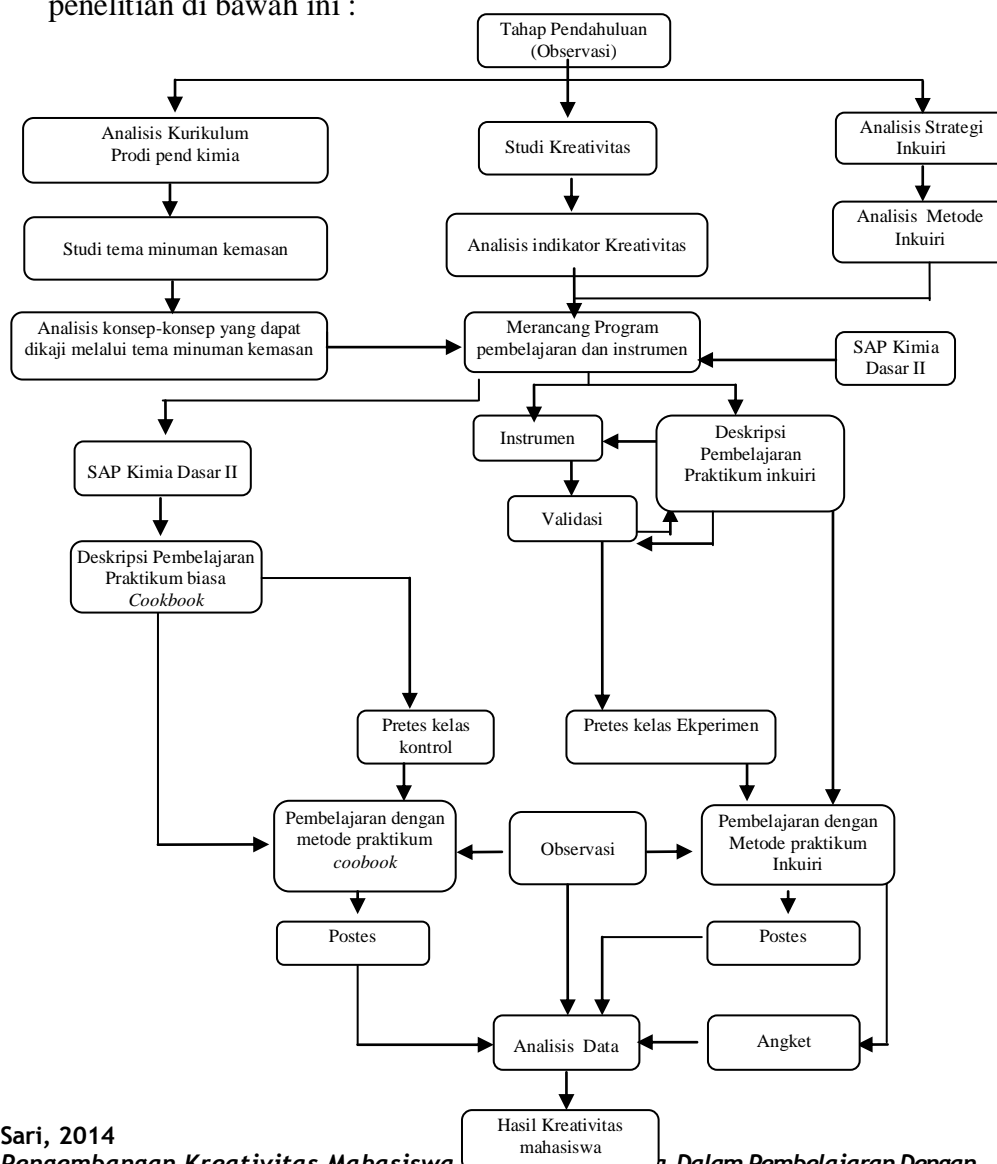 penelitian di bawah ini :
Tahap Pendahuluan
(Observasi)
Analisis Kurikulum
Prodi pend kimia
Studi Kreativitas
Analisis Strategi
Inkuiri
Studi tema minuman kemasan
Analisis indikator Kreativitas
Analisis Metode
Inkuiri
Analisis konsep-konsep yang dapat
dikaji melalui tema minuman kemasan
Merancang Program
pembelajaran dan instrumen
SAP Kimia
Dasar II
SAP Kimia Dasar II
Instrumen
Deskripsi
Pembelajaran
Praktikum inkuiri
Validasi
Deskripsi Pembelajaran
Praktikum biasa
Cookbook
Pretes kelas
kontrol
Pretes kelas Ekperimen
Pembelajaran dengan
metode praktikum
coobook
Observasi
Pembelajaran dengan
Metode praktikum
Inkuiri
Postes
Postes
Analisis Data
Angket
Hasil Kreativitas
mahasiswa
Sari, 2014
Pengembangan Kreativitas Mahasiswa Dalam Pembelajaran Dengan